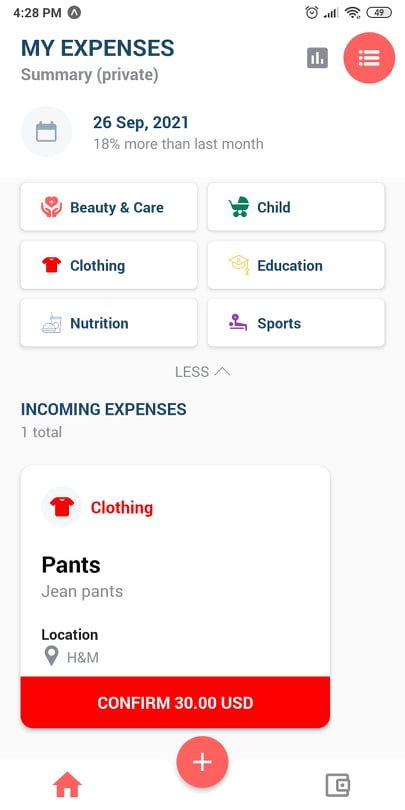 4:28 PM
49
MY EXPENSES
Summary (private)
26 Sep, 2021
18% more than last month
Beauty & Care
Child
Clothing
Education
Nutrition
Sports
LESS
INCOMING EXPENSES
1 total
Clothing
Pants
Jean pants
Location
H&M
CONFIRM 30.00 USD